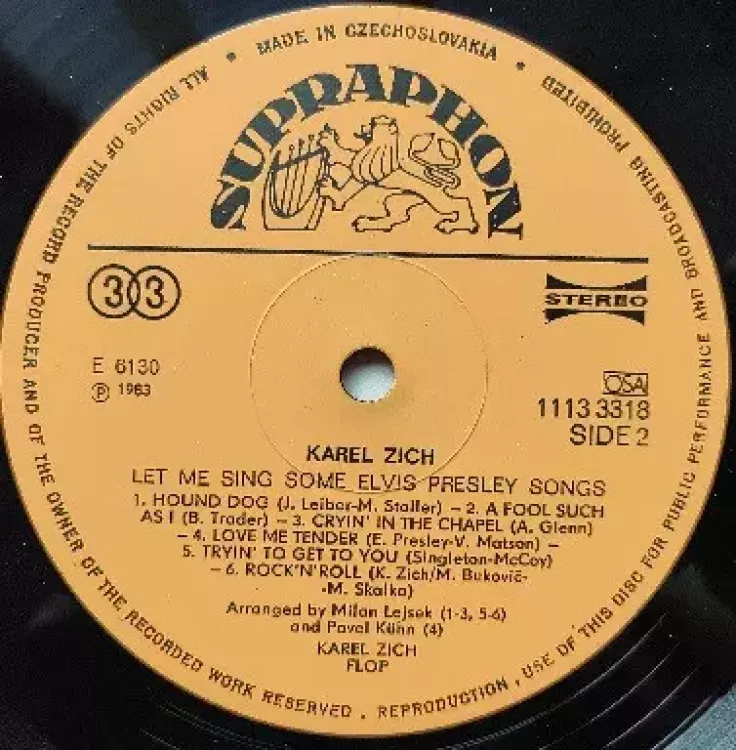 ALL RIGHTS OF THE RECORD PRODUCER AND OF THE OWNER OF THE RECORDED WORK RESERVED . REPRODUCTION , USE OF THIS DISC FOR PUBLIC PERFORMANCE AND BROADCASTING PROHIBITED
* MADE IN CZECHOSLOVAKIA *
SUPRAPHON
33
STEREO
E 6130
℗ 1983
OSA
1113 3318
SIDE 2
KAREL ZICH
LET ME SING SOME ELVIS PRESLEY SONGS
1. HOUND DOG (J. Leiber-M. Stoller) – 2. A FOOL SUCH
AS I (B. Trader) – 3. CRYIN' IN THE CHAPEL (A. Glenn)
– 4. LOVE ME TENDER (E. Presley-V. Matson) –
5. TRYIN' TO GET TO YOU (Singleton-McCoy)
– 6. ROCK'N'ROLL (K. Zich/M. Bukovič-
-M. Skalka)
Arranged by Milan Lejsek (1-3, 5-6)
and Pavel Kühn (4)
KAREL ZICH
FLOP